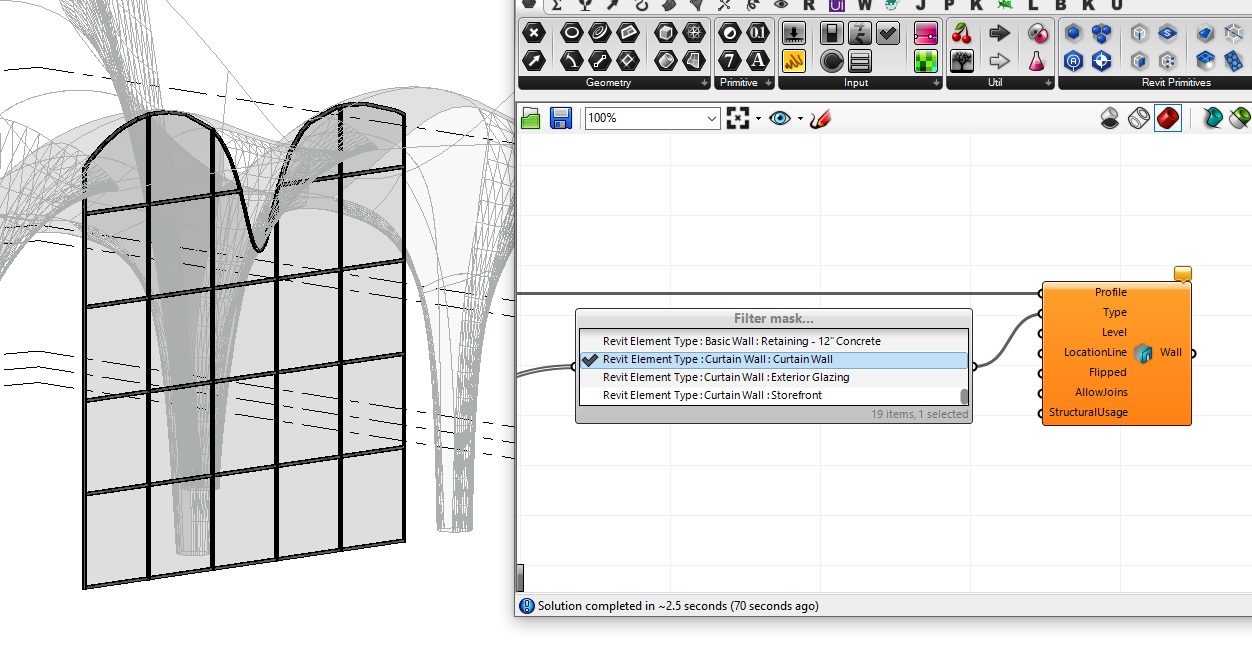 R U W J P K L B K U
0.1
7 A
Geometry + Primitive + Input + Util + Revit Primitives
100%
Profile
Type
Level
LocationLine Wall
Flipped
AllowJoins
StructuralUsage
Filter mask...
Revit Element Type : Basic Wall : Retaining - 12" Concrete
Revit Element Type : Curtain Wall : Curtain Wall
Revit Element Type : Curtain Wall : Exterior Glazing
Revit Element Type : Curtain Wall : Storefront
19 items, 1 selected
Solution completed in ~2.5 seconds (70 seconds ago)